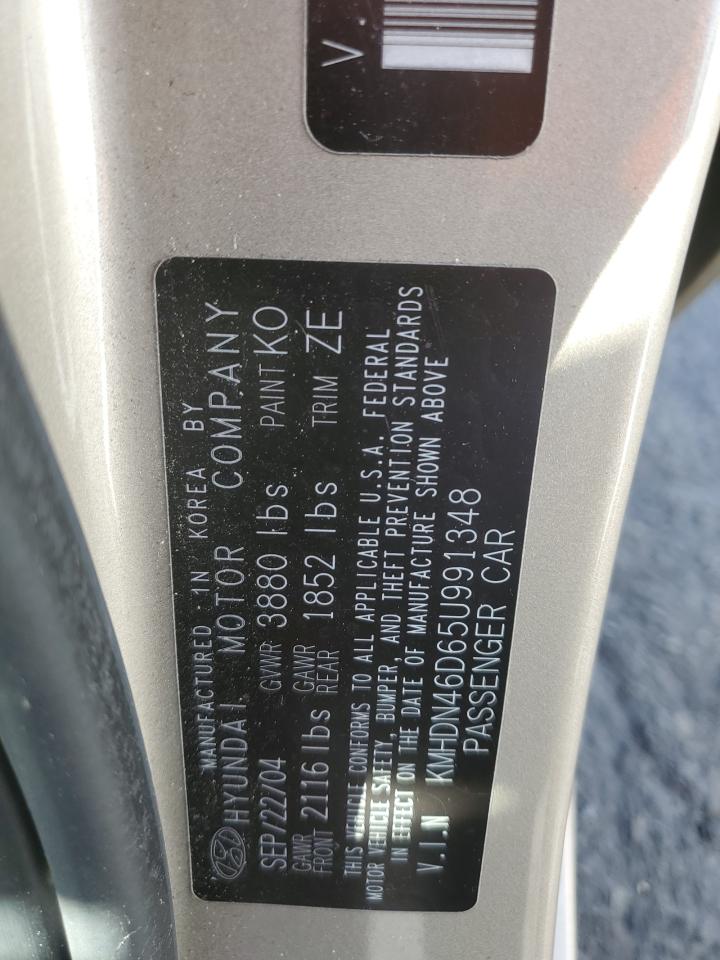 V
MANUFACTURED IN KOREA BY
HYUNDAI MOTOR COMPANY
SEP/22/04 GVWR 3880 lbs PAINT KO
GAWR FRONT 2116 lbs GAWR REAR 1852 lbs TRIM ZE
THIS VEHICLE CONFORMS TO ALL APPLICABLE U.S.A. FEDERAL
MOTOR VEHICLE SAFETY, BUMPER, AND THEFT PREVENTION STANDARDS
IN EFFECT ON THE DATE OF MANUFACTURE SHOWN ABOVE
V.I.N KMHDN46D65U991348
PASSENGER CAR